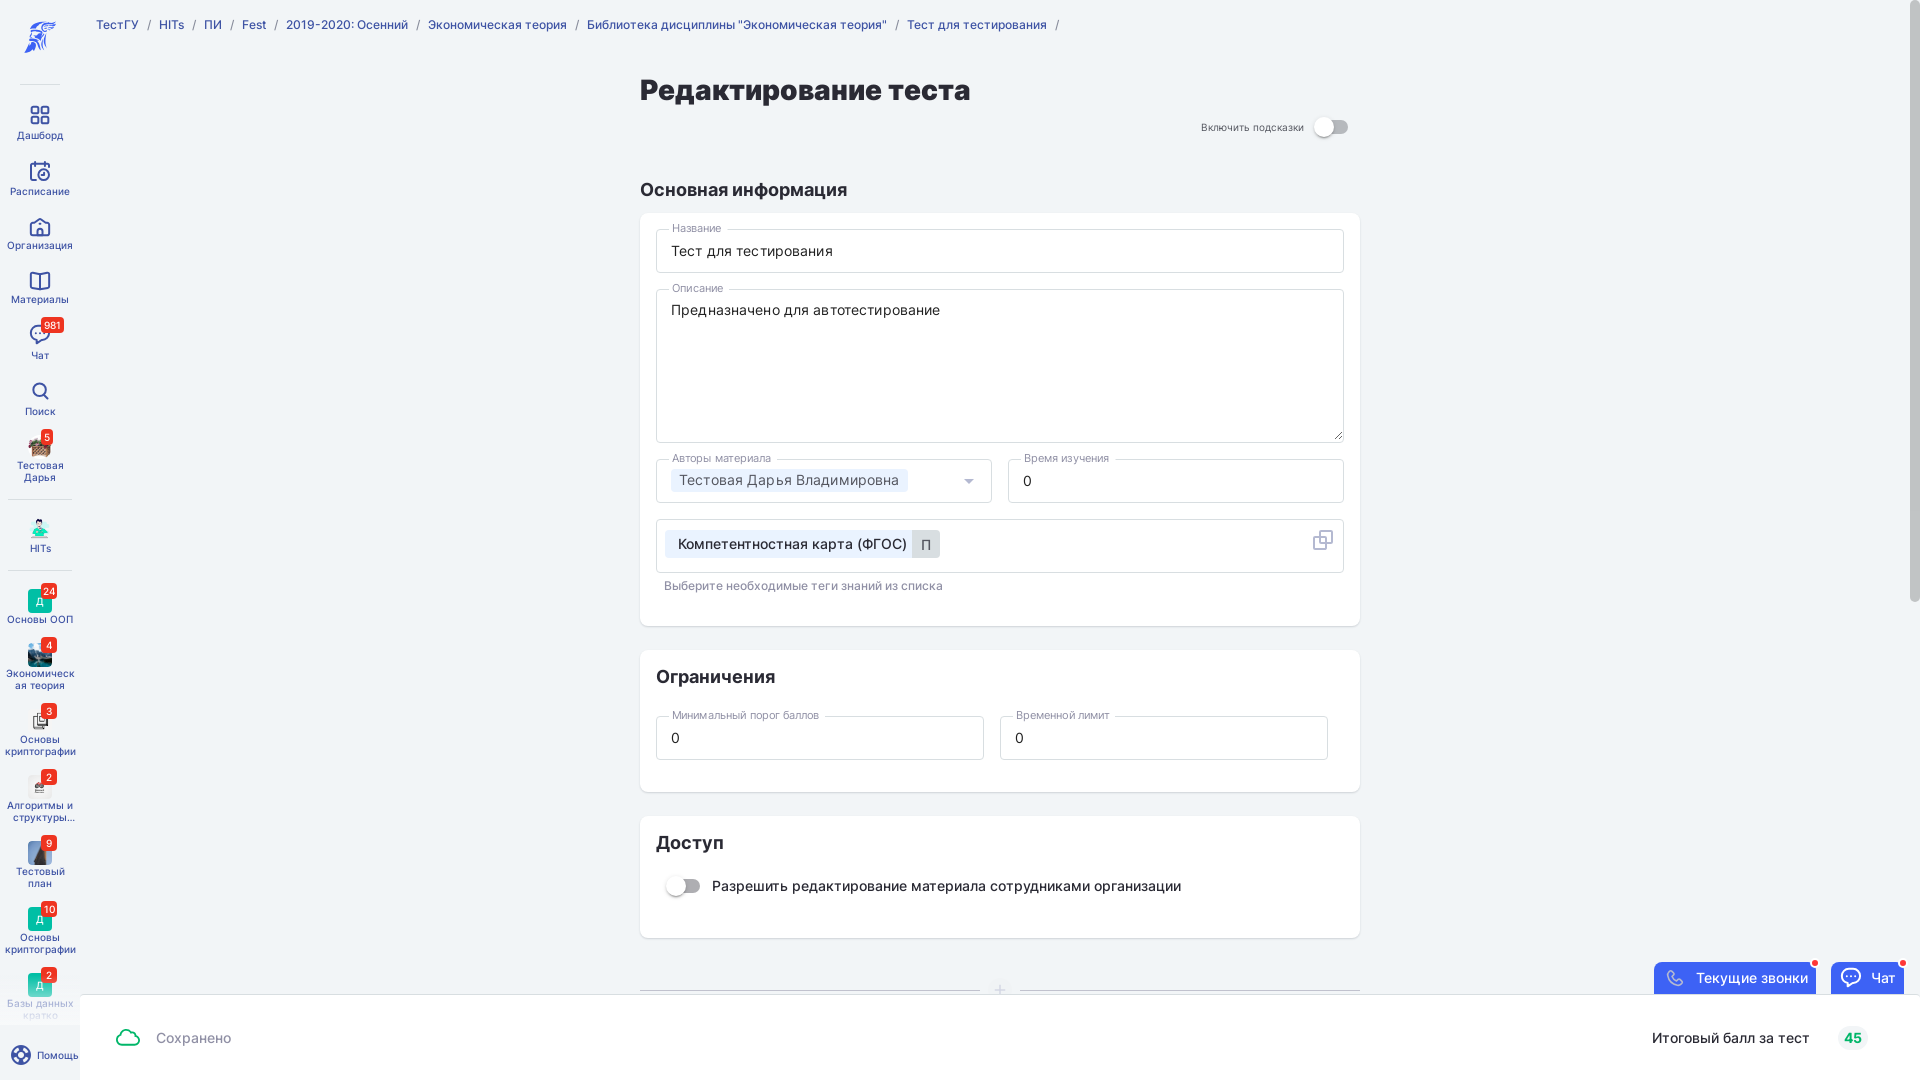 ТестГУ / HITs / ПИ / Fest / 2019-2020: Осенний / Экономическая теория / Библиотека дисциплины "Экономическая теория" / Тест для тестирования /
Дашборд
Расписание
Организация
Материалы
981
Чат
Поиск
5
Тестовая
Дарья
HITs
24
Д
Основы ООП
4
Экономическ
ая теория
3
Основы
криптографии
2
Алгоритмы и
структуры...
9
Тестовый
план
10
Д
Основы
криптографии
2
Д
Базы данных
кратко
Помощь
Редактирование теста
Включить подсказки
Основная информация
Название
Тест для тестирования
Описание
Предназначено для автотестирование
Авторы материала
Тестовая Дарья Владимировна
Время изучения
0
Компетентностная карта (ФГОС) П
Выберите необходимые теги знаний из списка
Ограничения
Минимальный порог баллов
0
Временной лимит
0
Доступ
Разрешить редактирование материала сотрудниками организации
Текущие звонки
Чат
Сохранено
Итоговый балл за тест 45